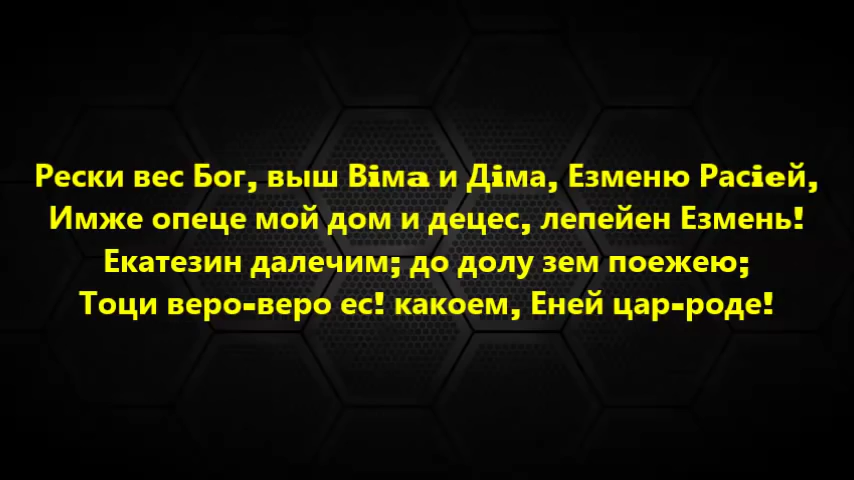 Рески вес Бог, выш Віма и Діма, Езменю Расієй,
Имже опеце мой дом и децес, лепейен Езмень!
Екатезин далечим; до долу зем поежею;
Тоци веро-веро ес! какоем, Еней цар-роде!